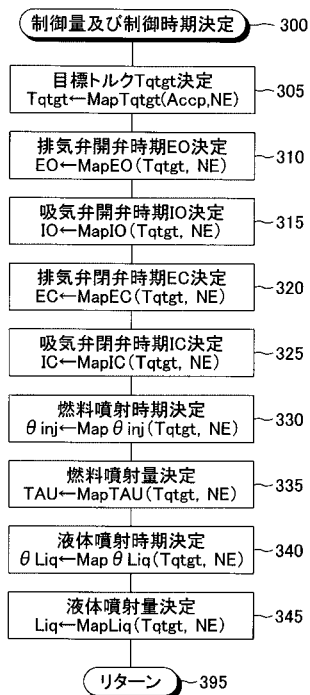 制御量及び制御時期決定 300
目標トルクTqtgt決定
Tqtgt←MapTqtgt(Accp,NE) 305
排気弁開弁時期EO決定
EO←MapEO(Tqtgt, NE) 310
吸気弁開弁時期IO決定
IO←MapIO(Tqtgt, NE) 315
排気弁閉弁時期EC決定
EC←MapEC(Tqtgt, NE) 320
吸気弁閉弁時期IC決定
IC←MapIC(Tqtgt, NE) 325
燃料噴射時期決定
θinj←Mapθinj(Tqtgt, NE) 330
燃料噴射量決定
TAU←MapTAU(Tqtgt, NE) 335
液体噴射時期決定
θLiq←MapθLiq(Tqtgt, NE) 340
液体噴射量決定
Liq←MapLiq(Tqtgt, NE) 345
リターン 395